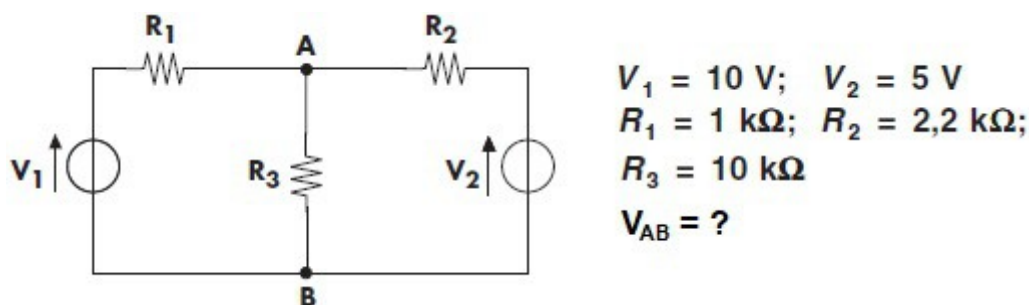 R1
A
R2
V1
R3
V2
B
V1 = 10 V; V2 = 5 V
R1 = 1 kΩ; R2 = 2,2 kΩ;
R3 = 10 kΩ
VAB = ?